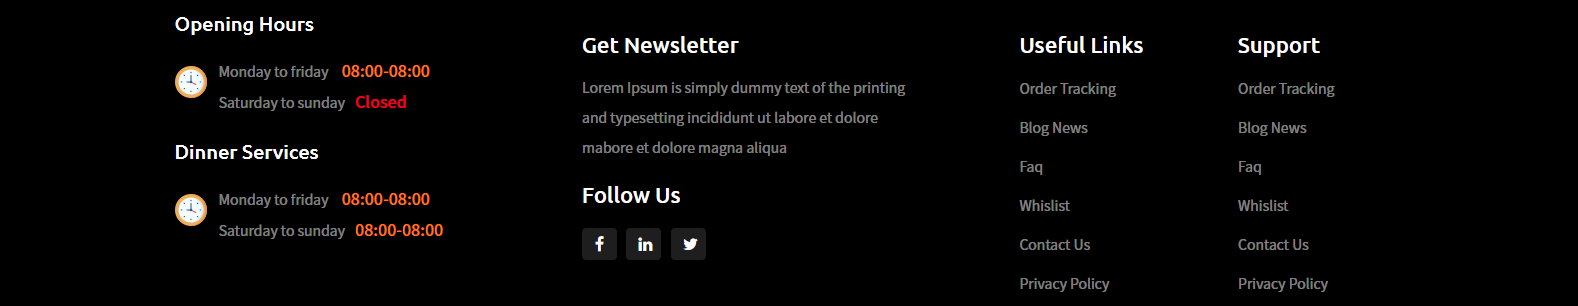 Opening Hours
Monday to friday 08:00-08:00
Saturday to sunday Closed
Dinner Services
Monday to friday 08:00-08:00
Saturday to sunday 08:00-08:00
Get Newsletter
Lorem Ipsum is simply dummy text of the printing
and typesetting incididunt ut labore et dolore
mabore et dolore magna aliqua
Follow Us
Useful Links
Order Tracking
Blog News
Faq
Whislist
Contact Us
Privacy Policy
Support
Order Tracking
Blog News
Faq
Whislist
Contact Us
Privacy Policy